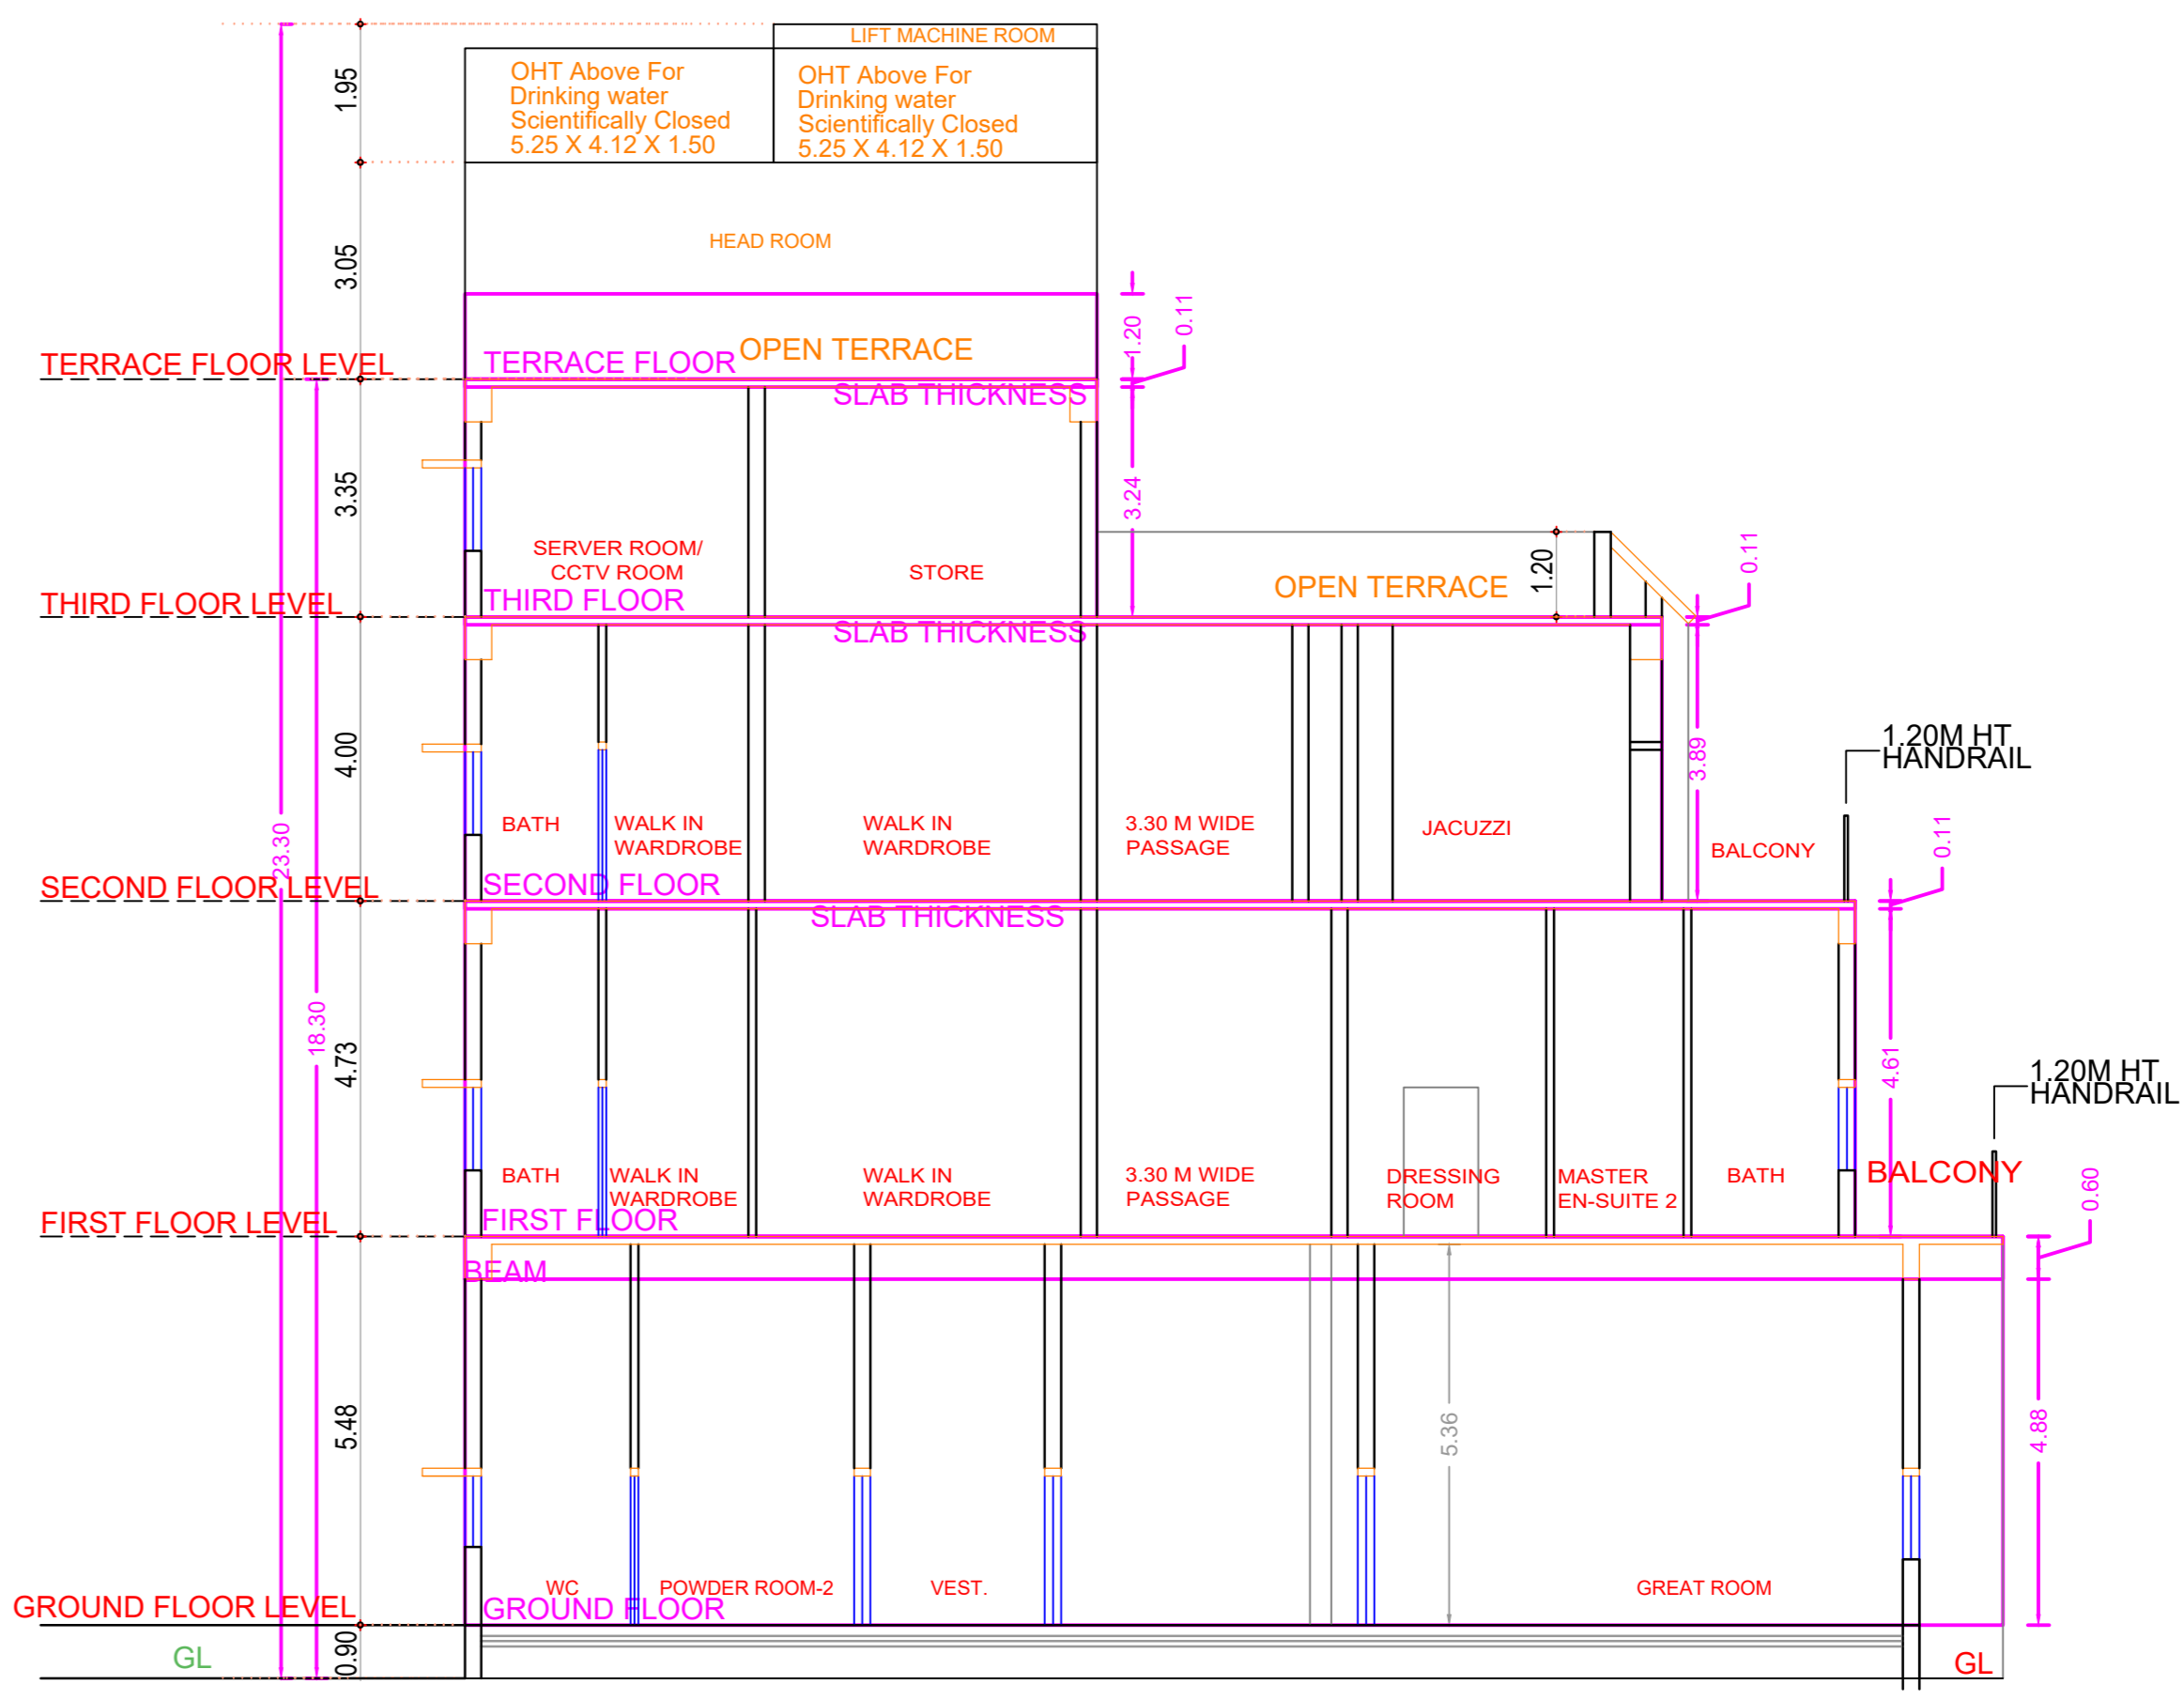 LIFT MACHINE ROOM
OHT Above For
Drinking water
Scientifically Closed
5.25 X 4.12 X 1.50
OHT Above For
Drinking water
Scientifically Closed
5.25 X 4.12 X 1.50
1.95
HEAD ROOM
3.05
1.20
0.11
OPEN TERRACE
TERRACE FLOOR LEVEL
TERRACE FLOOR
SLAB THICKNESS
3.35
3.24
SERVER ROOM/
CCTV ROOM
STORE
1.20
0.11
OPEN TERRACE
THIRD FLOOR LEVEL
THIRD FLOOR
SLAB THICKNESS
4.00
3.89
1.20M HT
HANDRAIL
BATH
WALK IN
WARDROBE
WALK IN
WARDROBE
3.30 M WIDE
PASSAGE
JACUZZI
BALCONY
0.11
23.30
SECOND FLOOR LEVEL
SECOND FLOOR
SLAB THICKNESS
18.30
4.73
4.61
1.20M HT
HANDRAIL
BATH
WALK IN
WARDROBE
WALK IN
WARDROBE
3.30 M WIDE
PASSAGE
DRESSING
ROOM
MASTER
EN-SUITE 2
BATH
BALCONY
0.60
FIRST FLOOR LEVEL
FIRST FLOOR
BEAM
5.48
5.36
4.88
WC
POWDER ROOM-2
VEST.
GREAT ROOM
GROUND FLOOR LEVEL
GROUND FLOOR
0.90
GL
GL